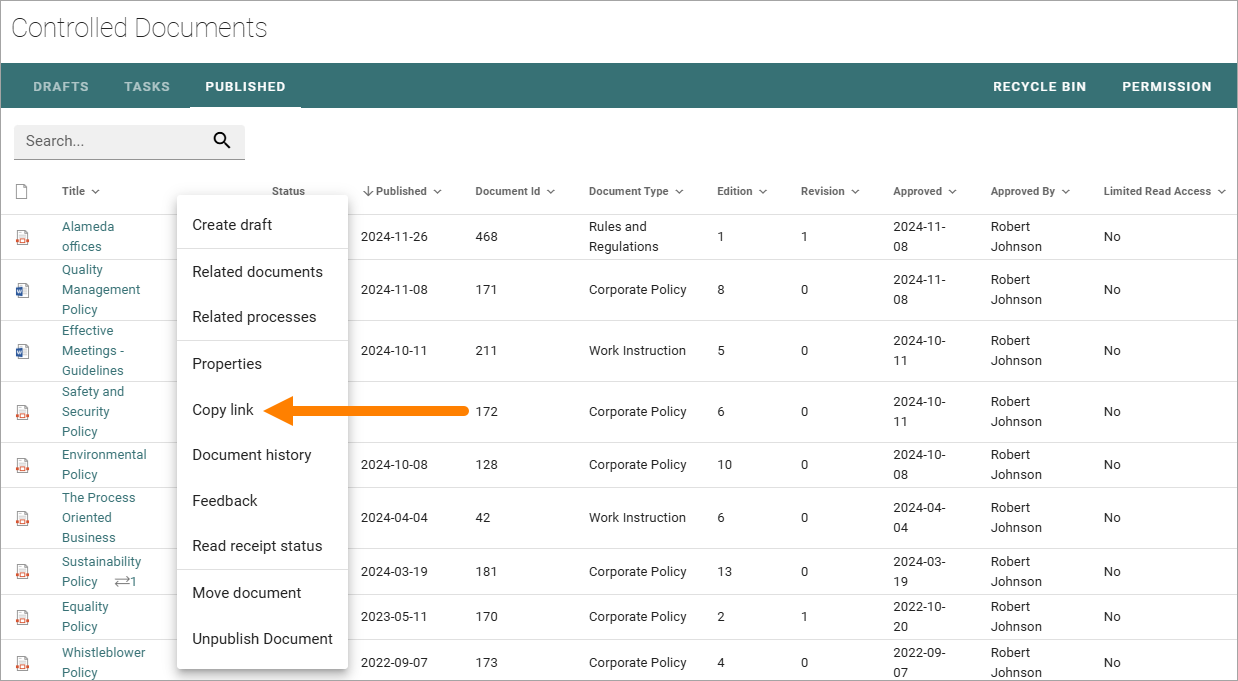 Controlled Documents
DRAFTS TASKS PUBLISHED RECYCLE BIN PERMISSION
Search...
Title Status Published Document Id Document Type Edition Revision Approved Approved By Limited Read Access
Alameda offices 2024-11-26 468 Rules and Regulations 1 1 2024-11-08 Robert Johnson No
Quality Management Policy 2024-11-08 171 Corporate Policy 8 0 2024-11-08 Robert Johnson No
Effective Meetings - Guidelines 2024-10-11 211 Work Instruction 5 0 2024-10-11 Robert Johnson No
Safety and Security Policy 172 Corporate Policy 6 0 2024-10-11 Robert Johnson No
Environmental Policy 2024-10-08 128 Corporate Policy 10 0 2024-10-08 Robert Johnson No
The Process Oriented Business 2024-04-04 42 Work Instruction 6 0 2024-04-04 Robert Johnson No
Sustainability Policy 1 2024-03-19 181 Corporate Policy 13 0 2024-03-19 Robert Johnson No
Equality Policy 2023-05-11 170 Corporate Policy 2 1 2022-10-20 Robert Johnson No
Whistleblower Policy 2022-09-07 173 Corporate Policy 4 0 2022-09-07 Robert Johnson No
Create draft
Related documents
Related processes
Properties
Copy link
Document history
Feedback
Read receipt status
Move document
Unpublish Document